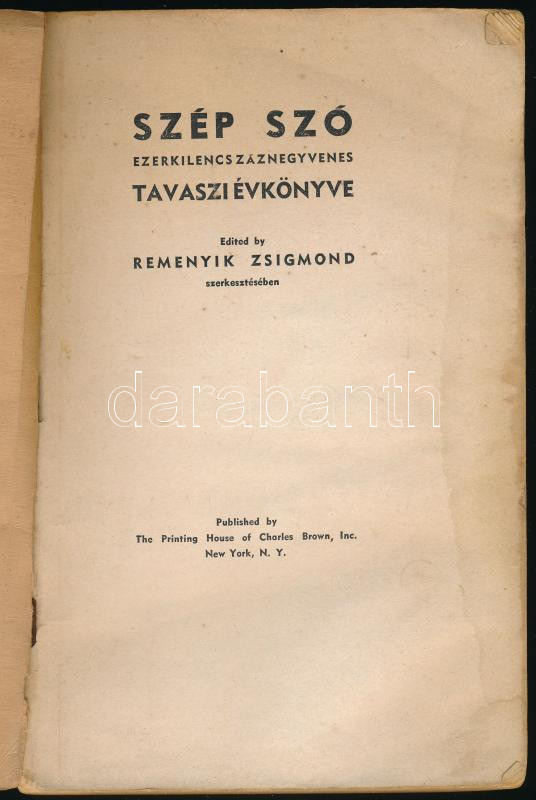 SZÉP SZÓ
EZERKILENCSZÁZNEGYVENES
TAVASZI ÉVKÖNYVE
Edited by
REMENYIK ZSIGMOND
szerkesztésében
darabanth
Published by
The Printing House of Charles Brown, Inc.
New York, N. Y.